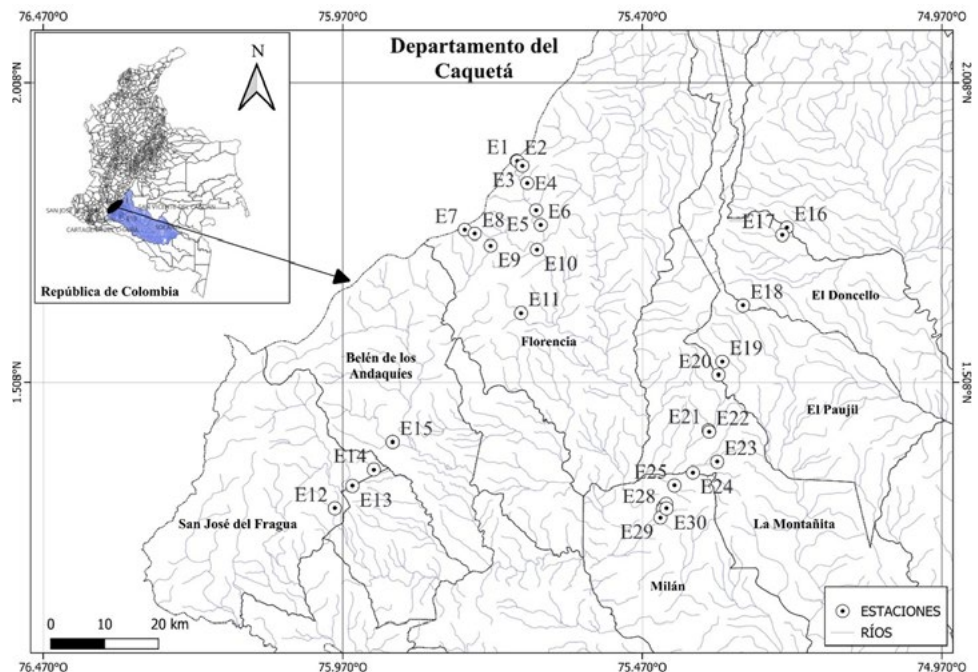 76.470°O
75.970°O
75.470°O
74.970°O
Departamento del
Caquetá
N
2.008°N
2.008°N
República de Colombia
E1
E2
E3
E4
E5
E6
E7
E8
E9
E10
E11
E16
E17
E18
El Doncello
Florencia
Belén de los
Andaquíes
E19
E20
1.508°N
1.508°N
El Paujil
E21
E22
E15
E14
E23
E25
E24
E12
E13
E28
E30
E29
San José del Fragua
La Montañita
Milán
ESTACIONES
RÍOS
0
10
20 km
76.470°O
75.970°O
75.470°O
74.970°O